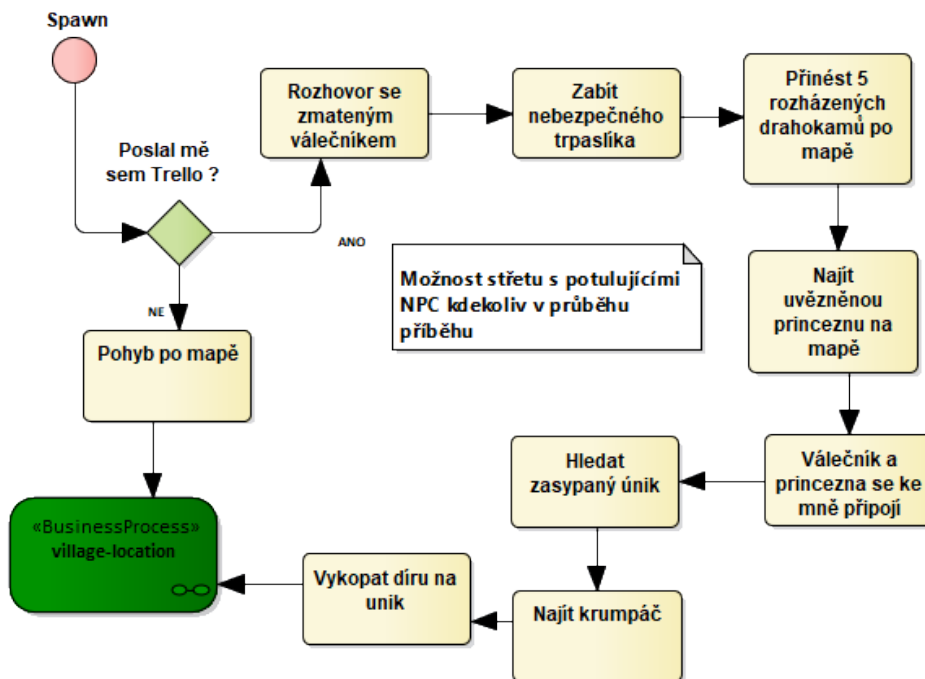 Spawn
Poslal mě
sem Trello ?
ANO
NE
Rozhovor se
zmateným
válečníkem
Zabít
nebezpečného
trpaslíka
Přinést 5
rozházených
drahokamů po
mapě
Možnost střetu s potulujícími
NPC kdekoliv v průběhu
příběhu
Najít
uvězněnou
princeznu na
mapě
Pohyb po mapě
Válečník a
princezna se ke
mně připojí
Hledat
zasypaný únik
Najít krumpáč
Vykopat díru na
unik
«BusinessProcess»
village-location